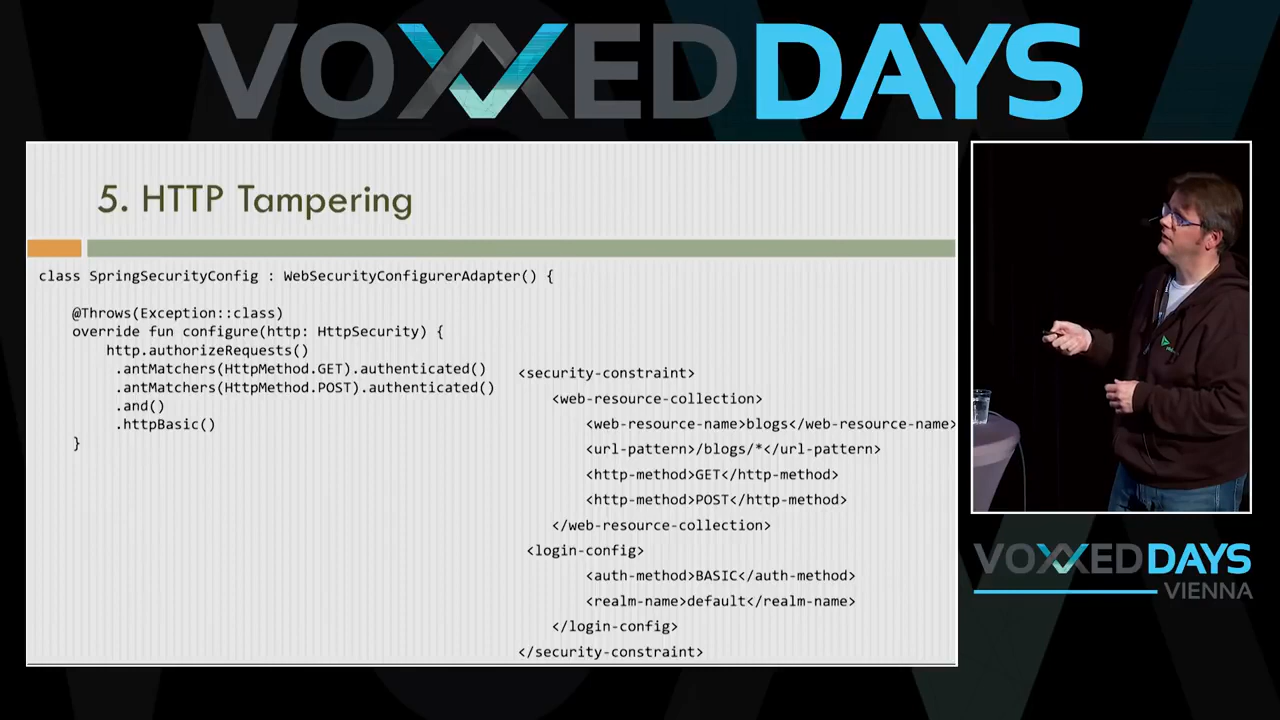 VOXXED DAYS
5. HTTP Tampering
class SpringSecurityConfig : WebSecurityConfigurerAdapter() {
@Throws(Exception::class)
override fun configure(http: HttpSecurity) {
http.authorizeRequests()
.antMatchers(HttpMethod.GET).authenticated()
.antMatchers(HttpMethod.POST).authenticated()
.and()
.httpBasic()
}
<security-constraint>
<web-resource-collection>
<web-resource-name>blogs</web-resource-name>
<url-pattern>/blogs/*</url-pattern>
<http-method>GET</http-method>
<http-method>POST</http-method>
</web-resource-collection>
<login-config>
<auth-method>BASIC</auth-method>
<realm-name>default</realm-name>
</login-config>
</security-constraint>
VOXXED DAYS
VIENNA